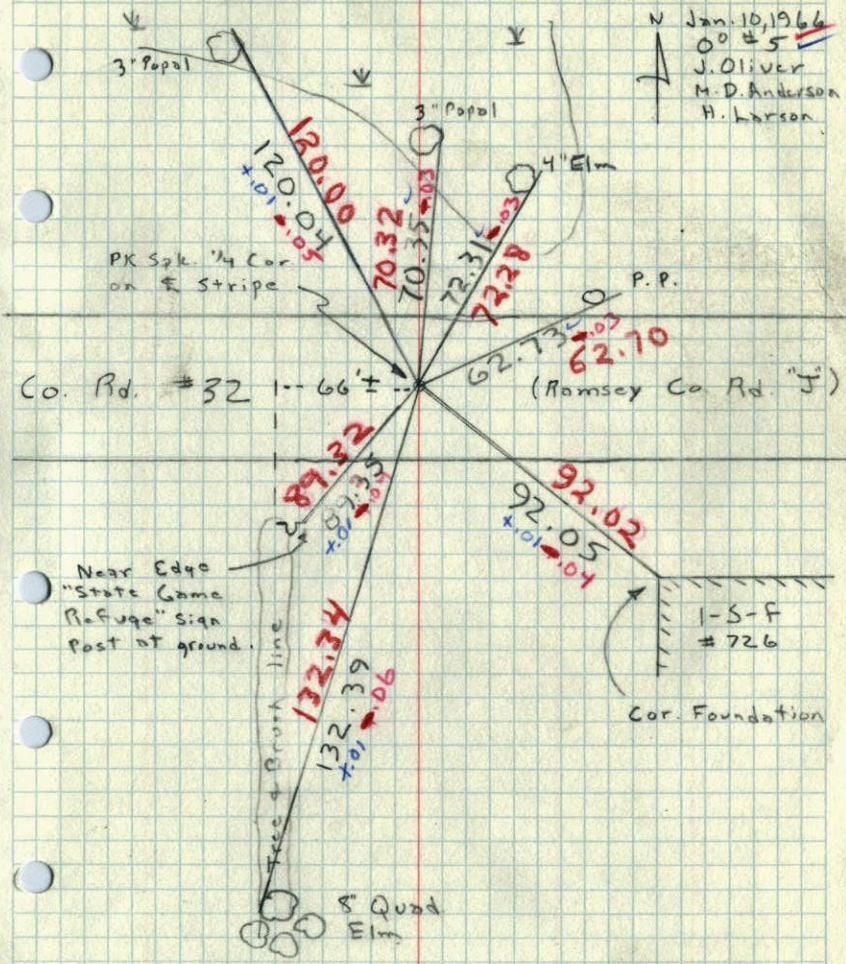 N
Jan. 10, 1966
0° #5
J. Oliver
M. D. Anderson
H. Larson
3" Popal
3" Popal
4" Elm
120.00
120.04
+.01 -.05
70.32
70.35 -.03
72.31 -.03
72.28
PK Spk. 1/4 Cor
on ℄ Stripe
P.P.
62.73 -.03
62.70
Co. Rd. #32
66'±
(Ramsey Co Rd. "J")
89.32
89.35
+.01 -.04
92.02
92.05
+.01 -.04
Near Edge
"State Game
Refuge" Sign
Post at ground.
1-S-F
#726
Cor. Foundation
132.34
132.39
+.01 -.06
Tree & Brush line
8" Quad
Elm